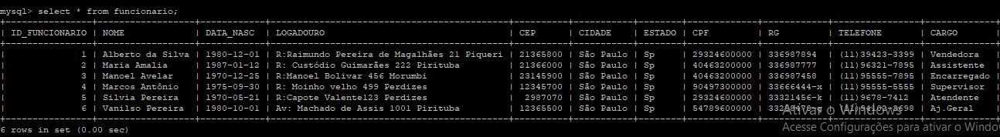 mysql> select * from funcionario;
+----------------+-----------------+------------+------------------------------------------+----------+-----------+--------+-------------+------------+----------------+-------------+
| ID_FUNCIONARIO | NOME | DATA_NASC | LOGADOURO | CEP | CIDADE | ESTADO | CPF | RG | TELEFONE | CARGO
| 1 | Alberto da Silva | 1980-12-01 | R:Raimundo Pereira de Magalhães 21 Piqueri | 21365800 | São Paulo | Sp | 29324600000 | 336987894 | (11)39423-3399 | Vendedora
| 2 | Maria Amalia | 1987-01-12 | R: Custódio Guimarães 222 Pirituba | 21366000 | São Paulo | Sp | 40463200000 | 336987777 | (11)96321-7895 | Assistente
| 3 | Manoel Avelar | 1970-12-25 | R:Manoel Bolivar 456 Morumbi | 23145900 | São Paulo | Sp | 40463200000 | 336987458 | (11)95555-7895 | Encarregado
| 4 | Marcos Antônio | 1975-09-30 | R: Moinho velho 499 Perdizes | 12345700 | São Paulo | Sp | 90497300000 | 33666444-x | (11)95555-5555 | Supervisor
| 5 | Silvia Pereira | 1970-05-21 | R:Capote Valente123 Perdizes | 2987070 | São Paulo | Sp | 29324600000 | 33321456-k | (11)9678-7412 | Atendente
| 6 | Vanilso Pereira | 1980-10-01 | Av: Machado de Assis 1001 Pirituba | 12365500 | São Paulo | Sp | 54789600000 | | | Aj.Geral
6 rows in set (0.00 sec)
Ativar o Windows
Acesse Configurações para ativar o Windo